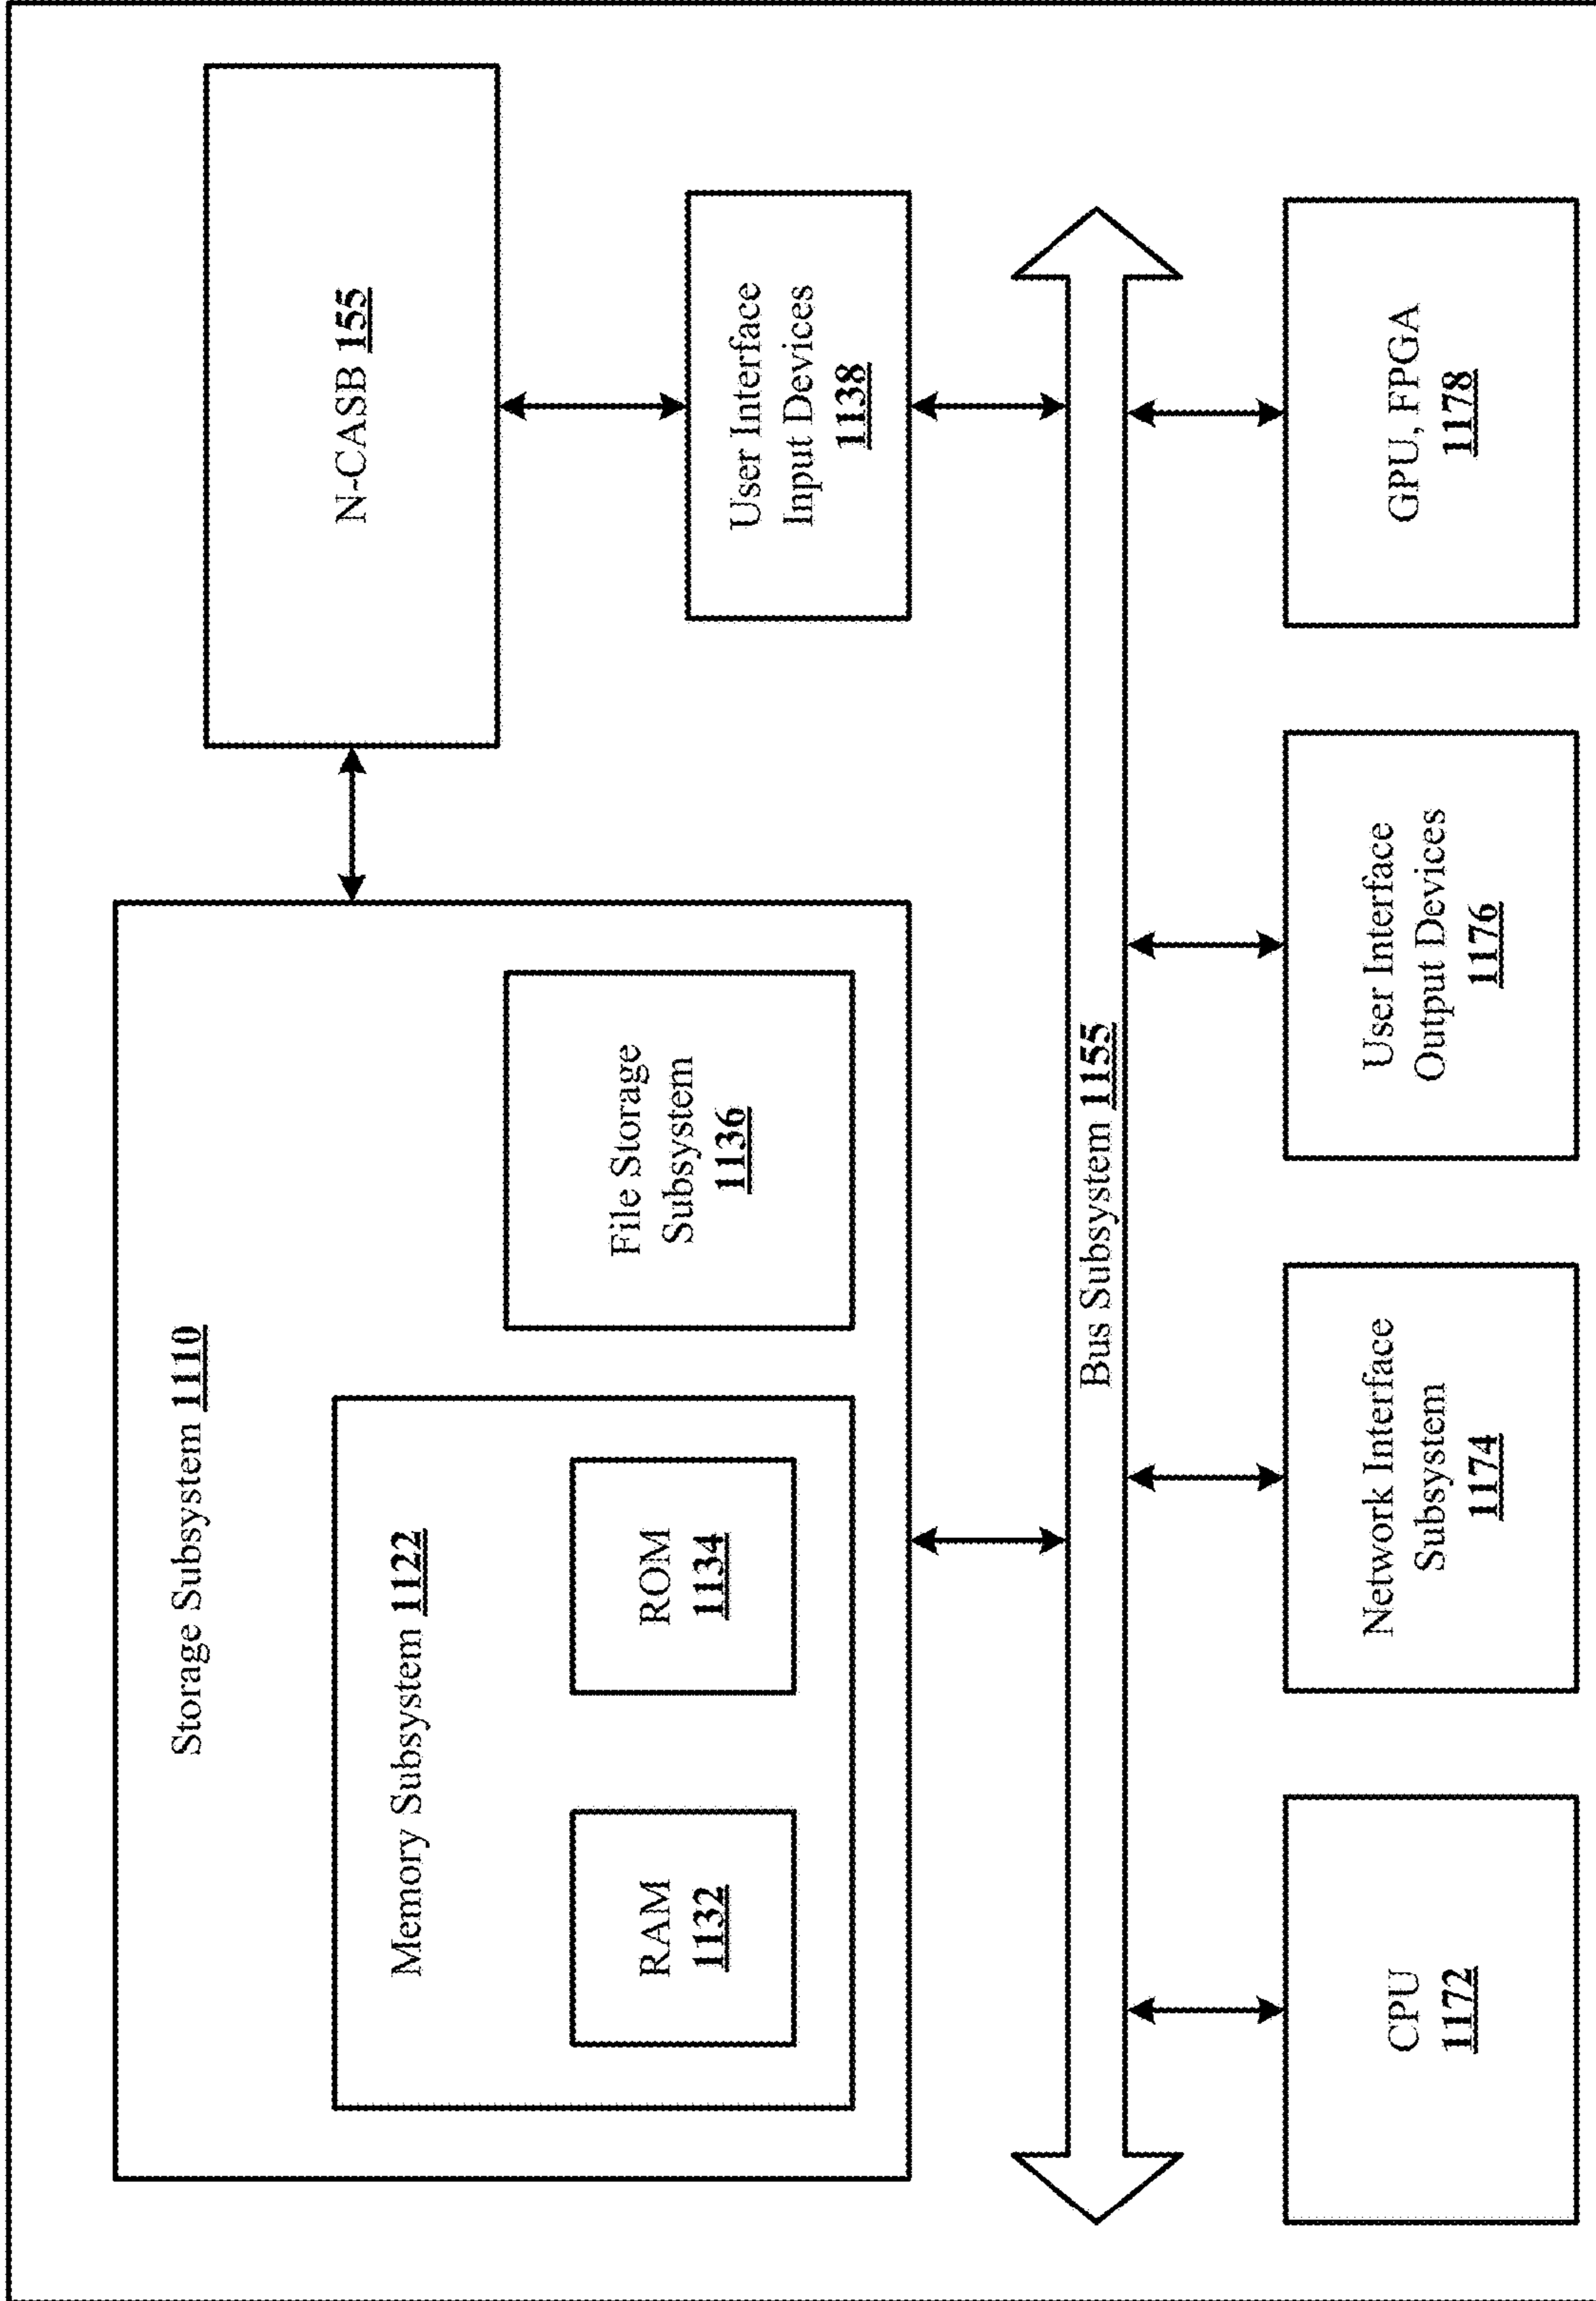 Storage Subsystem 1110
N-CASB 155
Memory Subsystem 1122
File Storage
Subsystem
1136
RAM
1132
ROM
1134
User Interface
Input Devices
1138
Bus Subsystem 1155
CPU
1172
Network Interface
Subsystem
1174
User Interface
Output Devices
1176
GPU, FPGA
1178